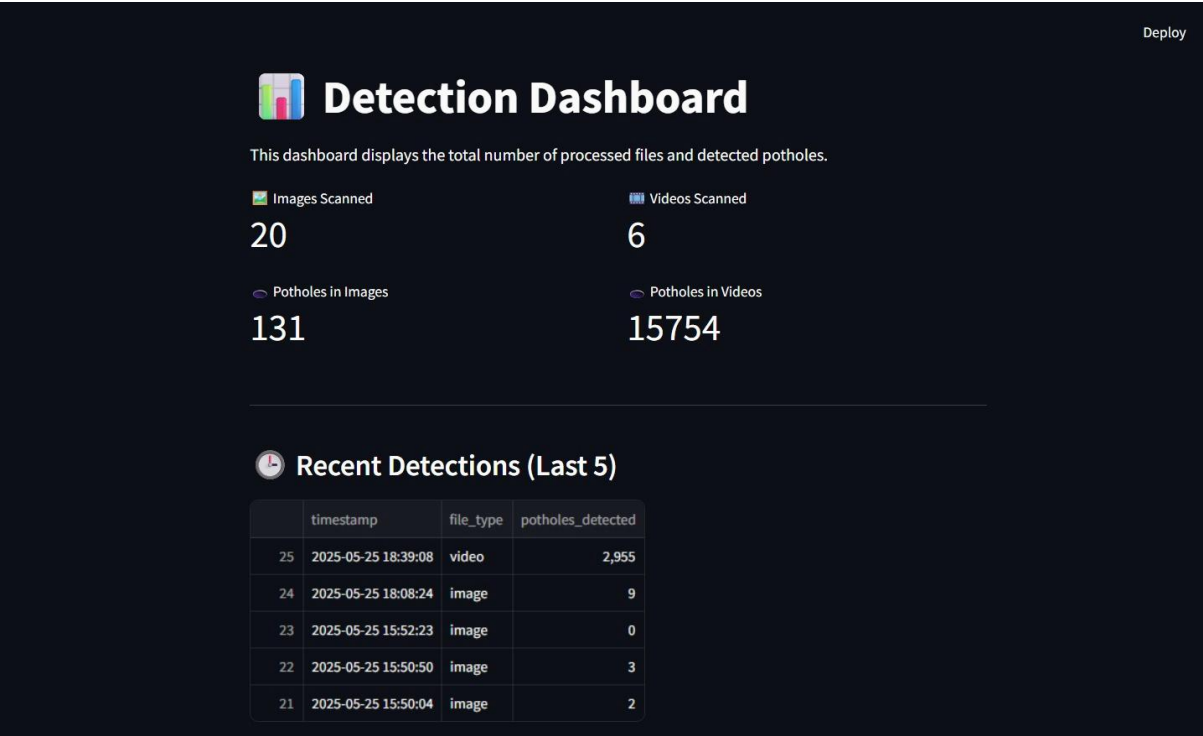 Deploy
Detection Dashboard
This dashboard displays the total number of processed files and detected potholes.
Images Scanned Videos Scanned
20 6
Potholes in Images Potholes in Videos
131 15754
Recent Detections (Last 5)
timestamp file_type potholes_detected
25 2025-05-25 18:39:08 video 2,955
24 2025-05-25 18:08:24 image 9
23 2025-05-25 15:52:23 image 0
22 2025-05-25 15:50:50 image 3
21 2025-05-25 15:50:04 image 2